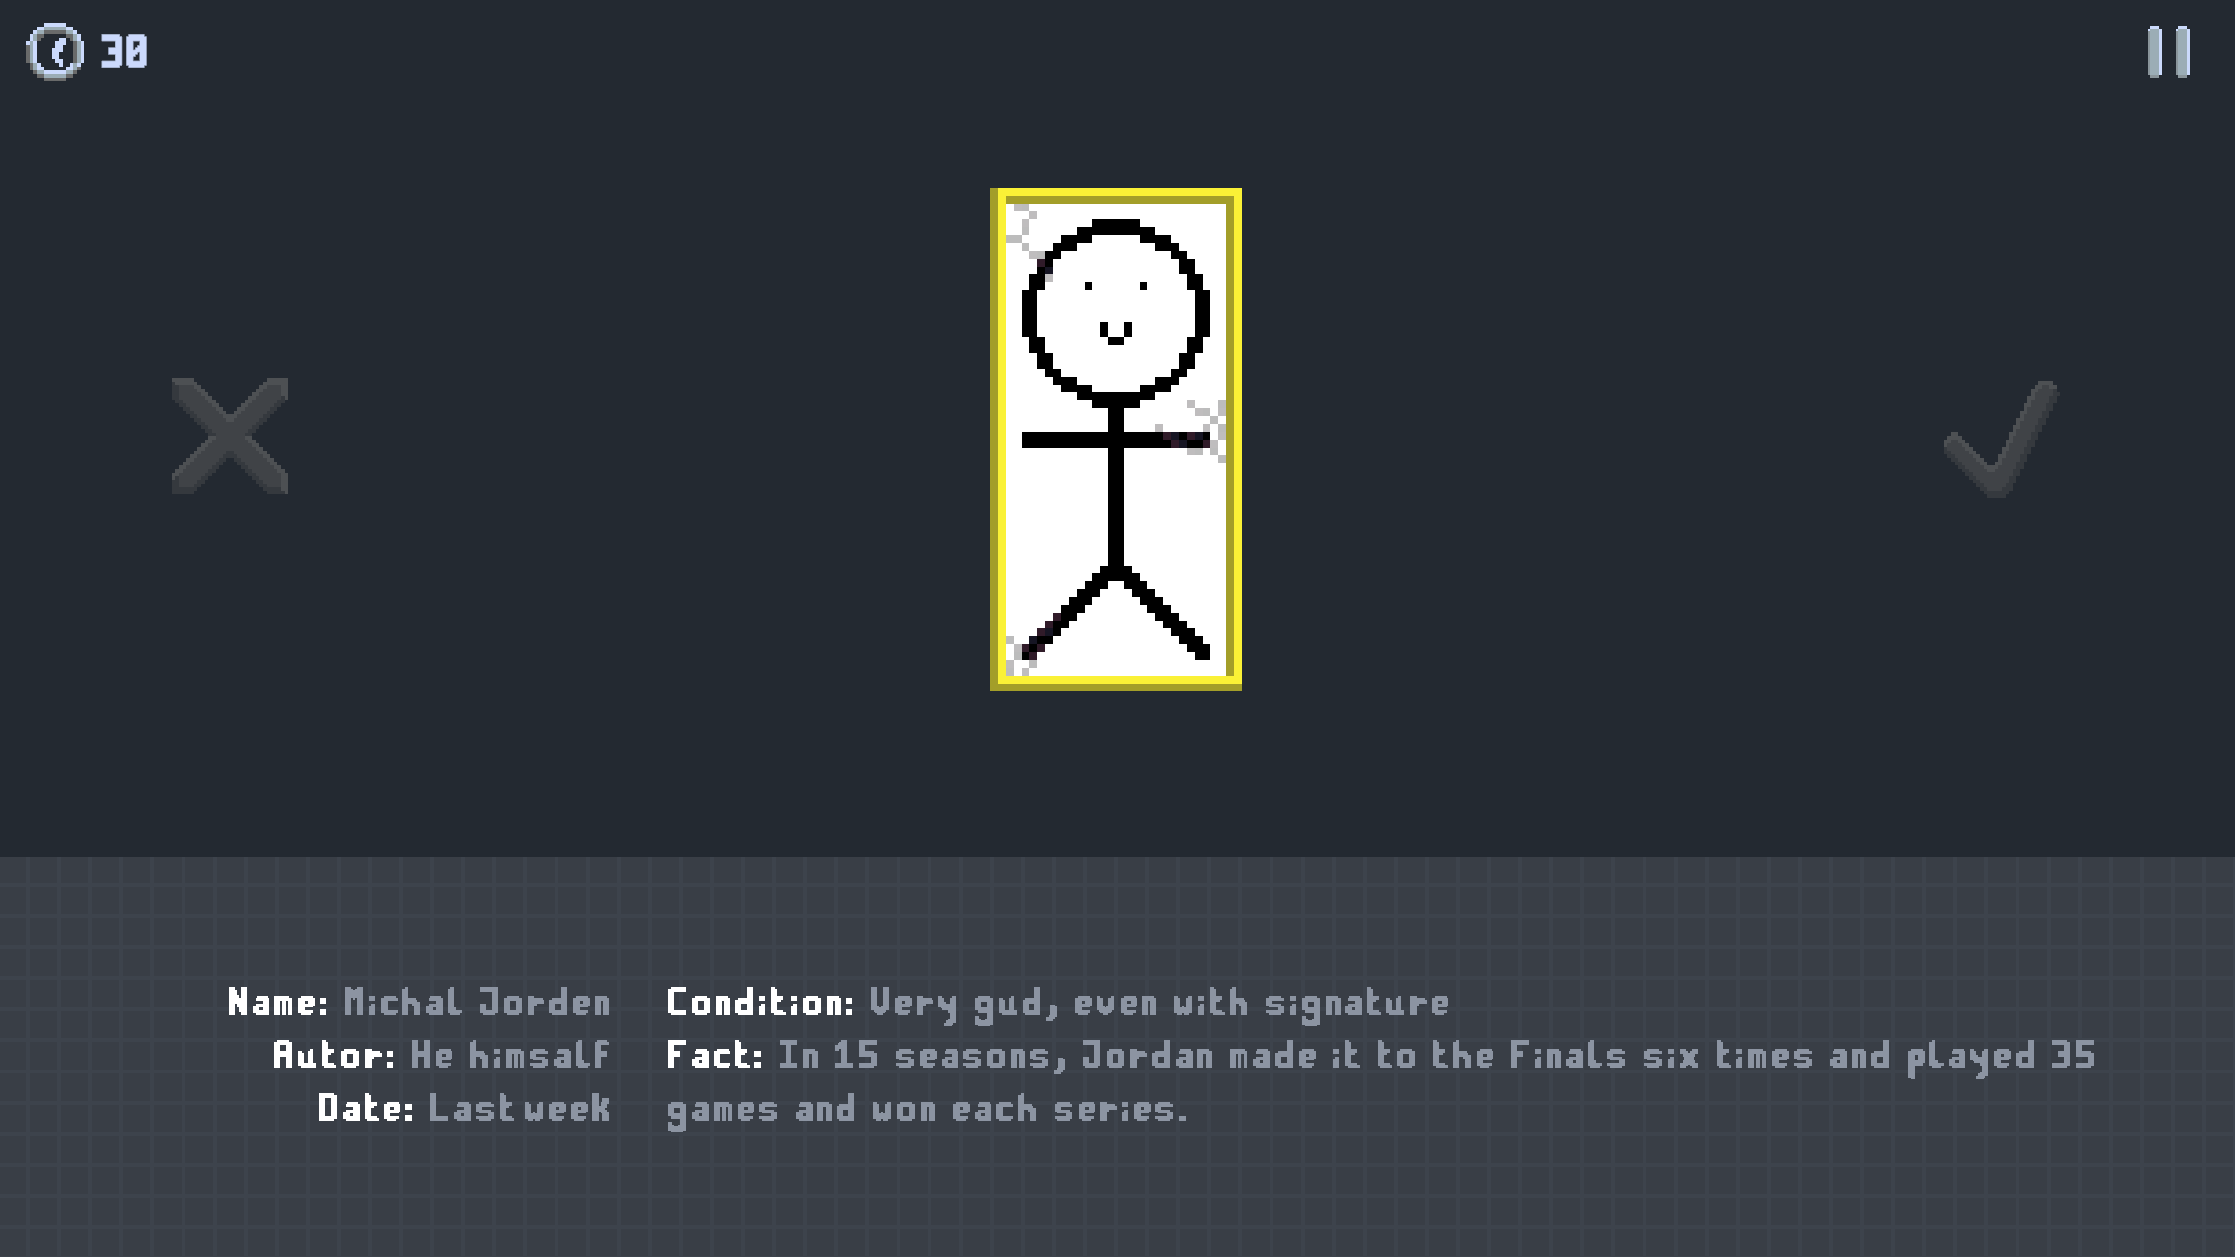 30
Name: Michal Jorden
Autor: He himsalf
Date: Last week
Condition: Very gud, even with signature
Fact: In 15 seasons, Jordan made it to the Finals six times and played 35
games and won each series.